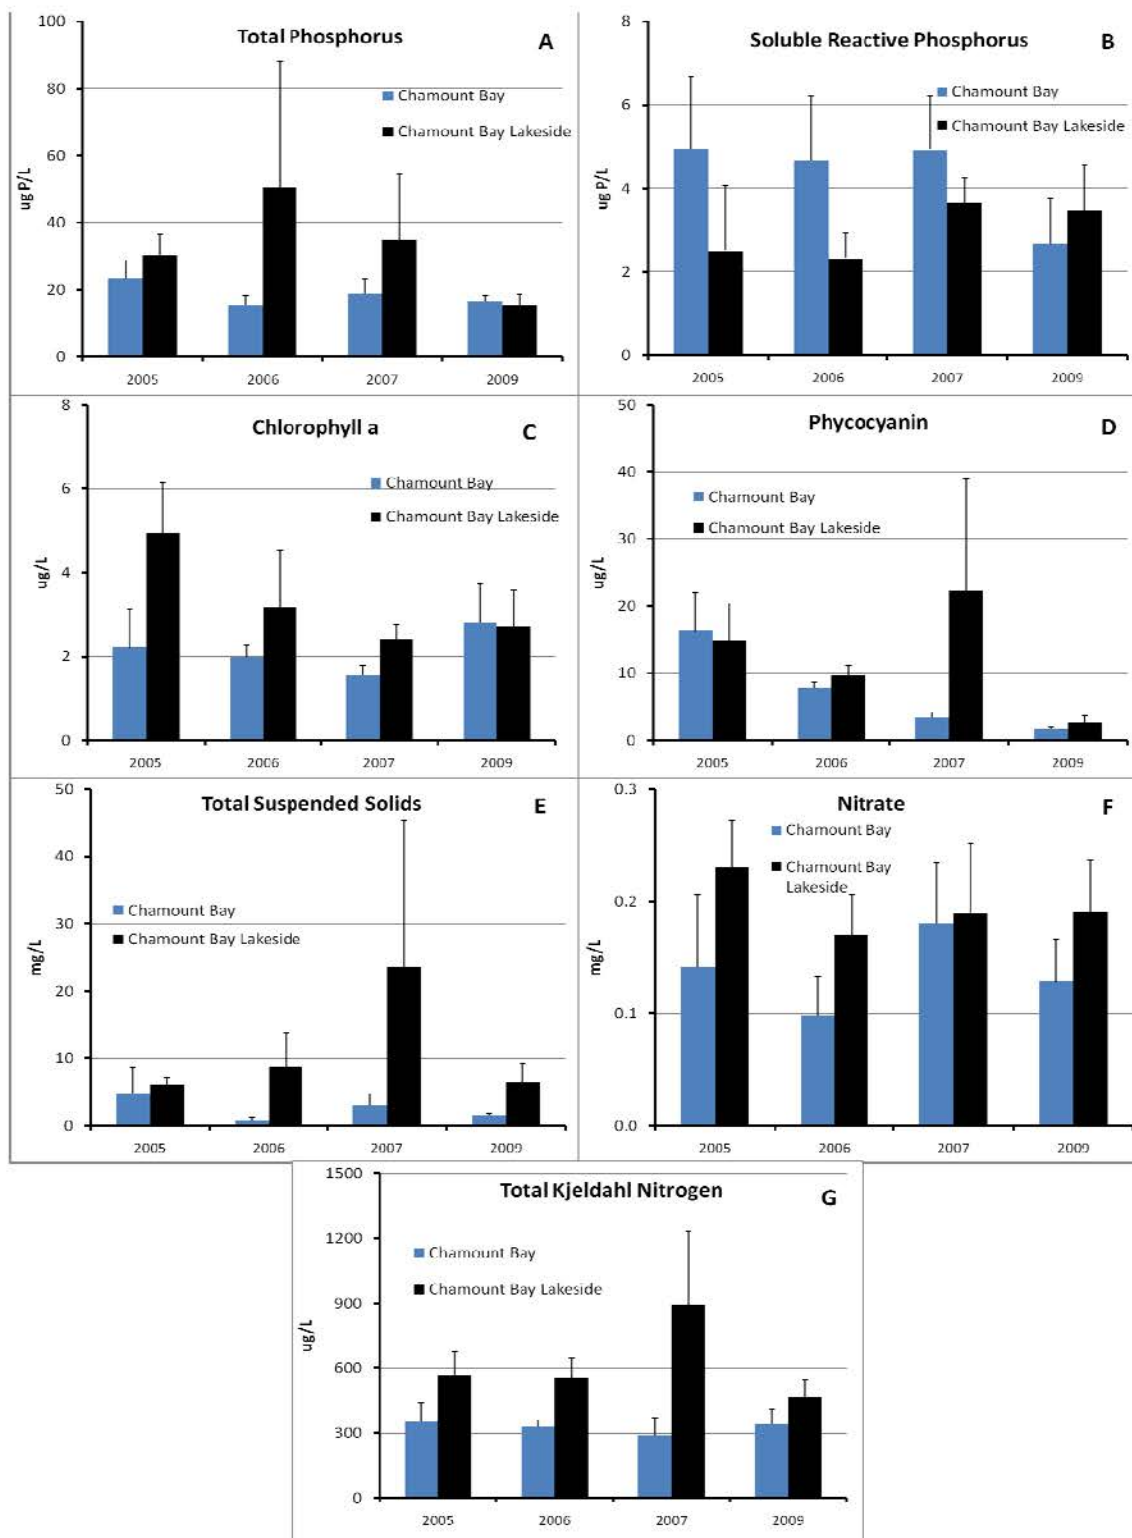 Total Phosphorus
A
100
80
60
40
20
0
ug P/L
Chamount Bay
Chamount Bay Lakeside
2005 2006 2007 2009
Soluble Reactive Phosphorus
B
8
6
4
2
0
ug P/L
Chamount Bay
Chamount Bay Lakeside
2005 2006 2007 2009
Chlorophyll a
C
8
6
4
2
0
ug/L
Chamount Bay
Chamount Bay Lakeside
2005 2006 2007 2009
Phycocyanin
D
50
40
30
20
10
0
ug/L
Chamount Bay
Chamount Bay Lakeside
2005 2006 2007 2009
Total Suspended Solids
E
50
40
30
20
10
0
mg/L
Chamount Bay
Chamount Bay Lakeside
2005 2006 2007 2009
Nitrate
F
0.3
0.2
0.1
0.0
mg/L
Chamount Bay
Chamount Bay
Lakeside
2005 2006 2007 2009
Total Kjeldahl Nitrogen
G
1500
1200
900
600
300
0
ug/L
Chamount Bay
Chamount Bay Lakeside
2005 2006 2007 2009